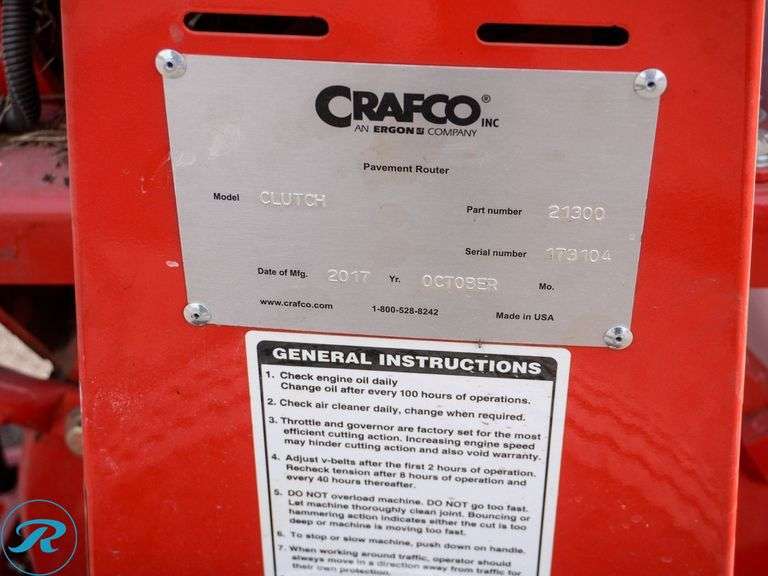 CRAFCO® INC
AN ERGON COMPANY
Pavement Router
Model CLUTCH
Part number 21300
Serial number 173104
Date of Mfg. 2017 Yr. OCTOBER Mo.
www.crafco.com 1-800-528-8242 Made in USA
GENERAL INSTRUCTIONS
1. Check engine oil daily
Change oil after every 100 hours of operations.
2. Check air cleaner daily, change when required.
3. Throttle and governor are factory set for the most
efficient cutting action. Increasing engine speed
may hinder cutting action and also void warranty.
4. Adjust v-belts after the first 2 hours of operation.
Recheck tension after 8 hours of operation and
every 40 hours thereafter.
5. DO NOT overload machine. DO NOT go too fast.
Let machine thoroughly clean joint. Bouncing or
hammering action indicates either the cut is too
deep or machine is moving too fast.
6. To stop or slow machine, push down on handle.
7. When working around traffic, operator should
always move in a direction away from traffic for
their own protection.
R